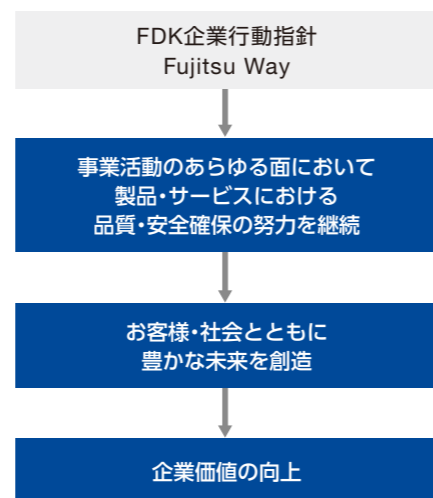 FDK企業行動指針
Fujitsu Way
事業活動のあらゆる面において
製品・サービスにおける
品質・安全確保の努力を継続
お客様・社会とともに
豊かな未来を創造
企業価値の向上